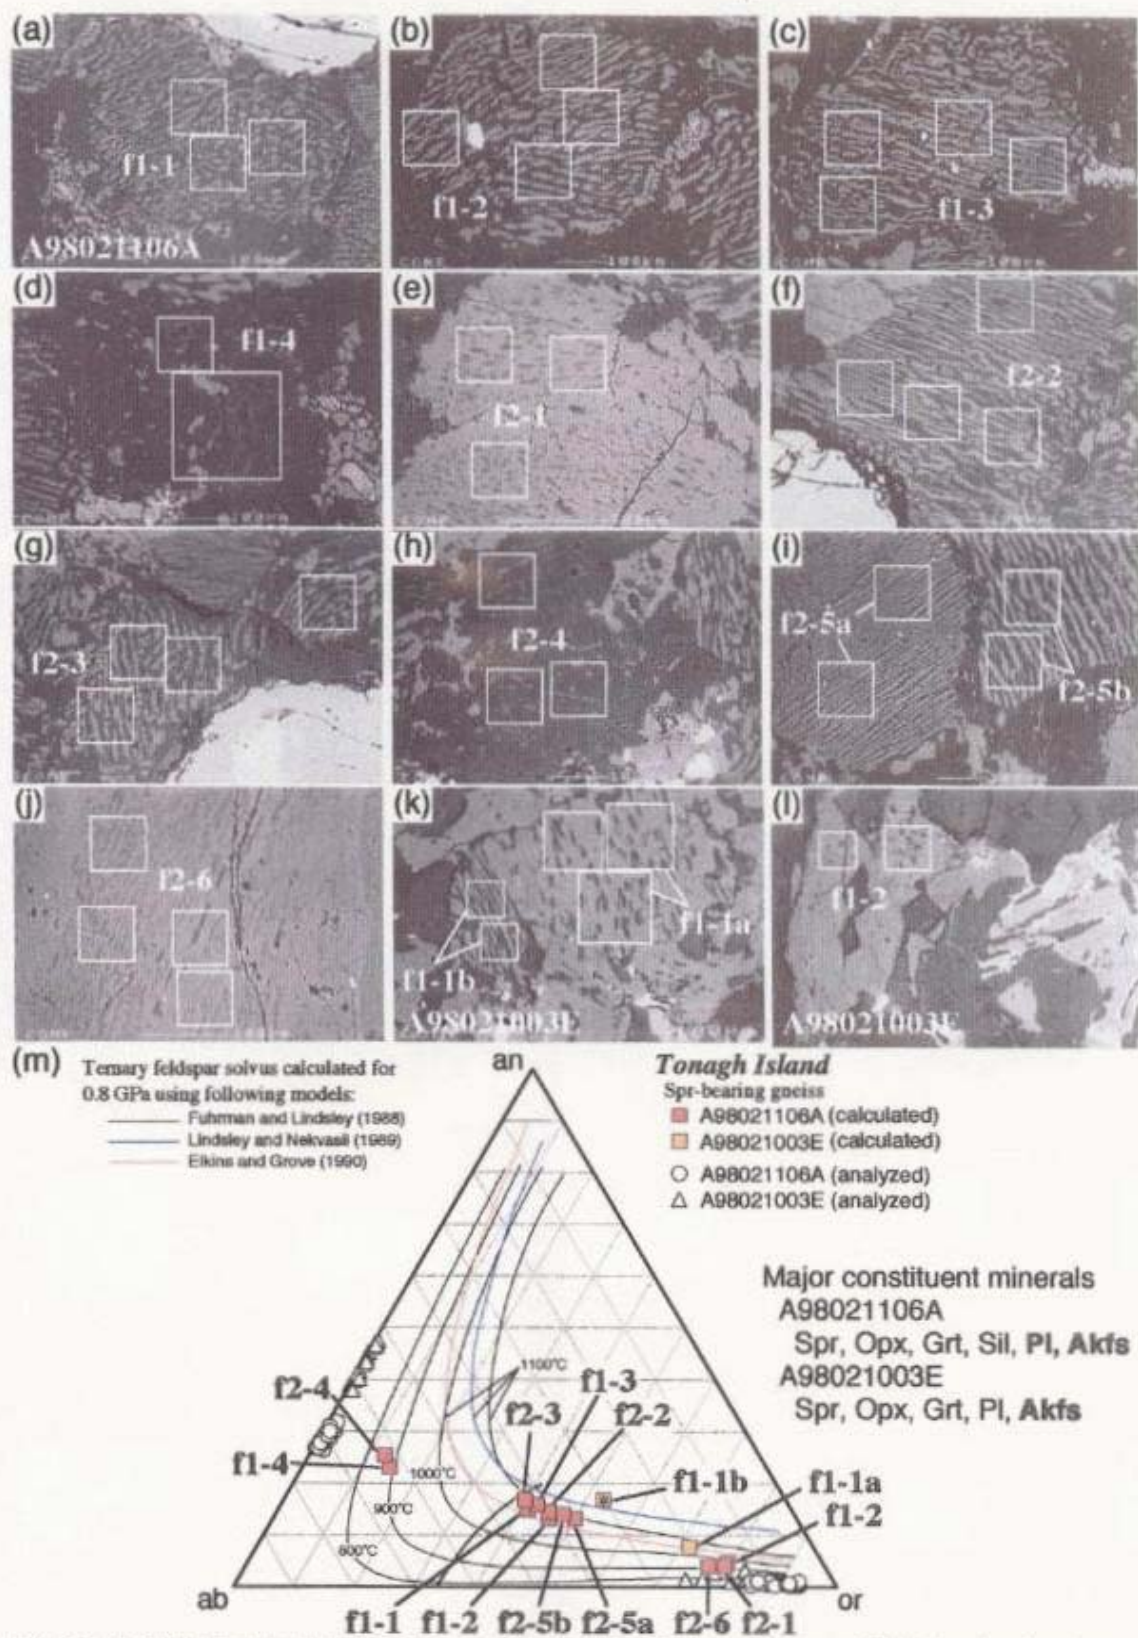 (a)
f1-1
A98021106A
(b)
f1-2
(c)
f1-3
(d)
f1-4
(e)
f2-1
(f)
f2-2
(g)
f2-3
(h)
f2-4
(i)
f2-5a
f2-5b
(j)
f2-6
(k)
f1-1a
f1-1b
A98021003E
(l)
f1-2
A98021003E
(m)
Ternary feldspar solvus calculated for
0.8 GPa using following models:
Fuhrman and Lindsley (1988)
Lindsley and Nekvasil (1989)
Elkins and Grove (1990)
an
Tonagh Island
Spr-bearing gneiss
A98021106A (calculated)
A98021003E (calculated)
A98021106A (analyzed)
A98021003E (analyzed)
Major constituent minerals
A98021106A
Spr, Opx, Grt, Sil, Pl, Akfs
A98021003E
Spr, Opx, Grt, Pl, Akfs
1100°C
f2-4
f1-3
f2-3
f2-2
f1-4
1000°C
f1-1b
f1-1a
900°C
f1-2
800°C
ab
or
f1-1
f1-2
f2-5b
f2-5a
f2-6
f2-1